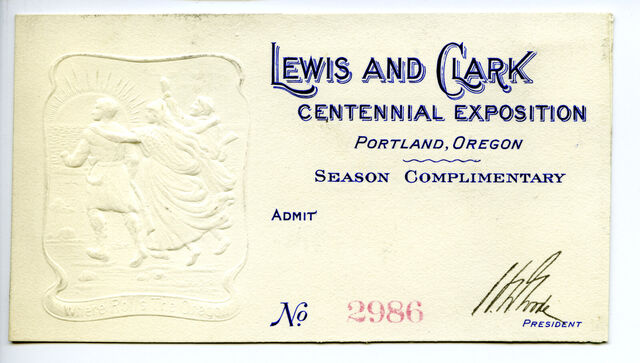 LEWIS AND CLARK
CENTENNIAL EXPOSITION
PORTLAND, OREGON
SEASON COMPLIMENTARY
ADMIT
No 2986
PRESIDENT